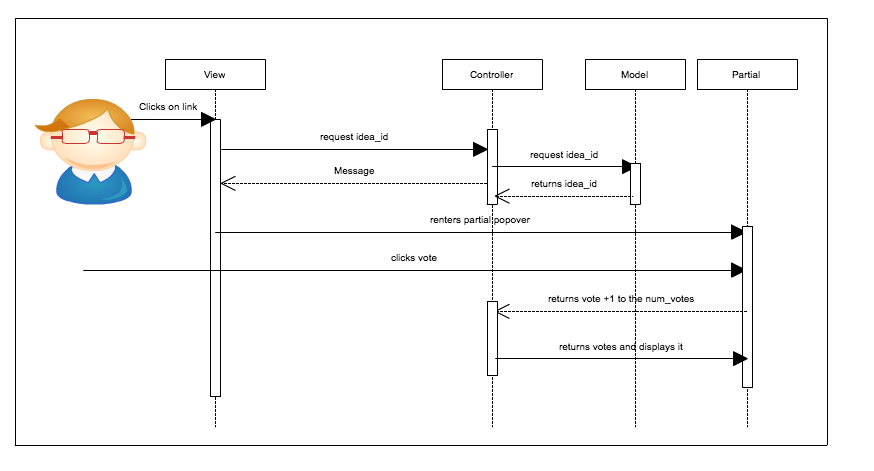 View
Controller
Model
Partial
Clicks on link
request idea_id
request idea_id
Message
returns idea_id
renters partial popover
clicks vote
returns vote +1 to the num_votes
returns votes and displays it